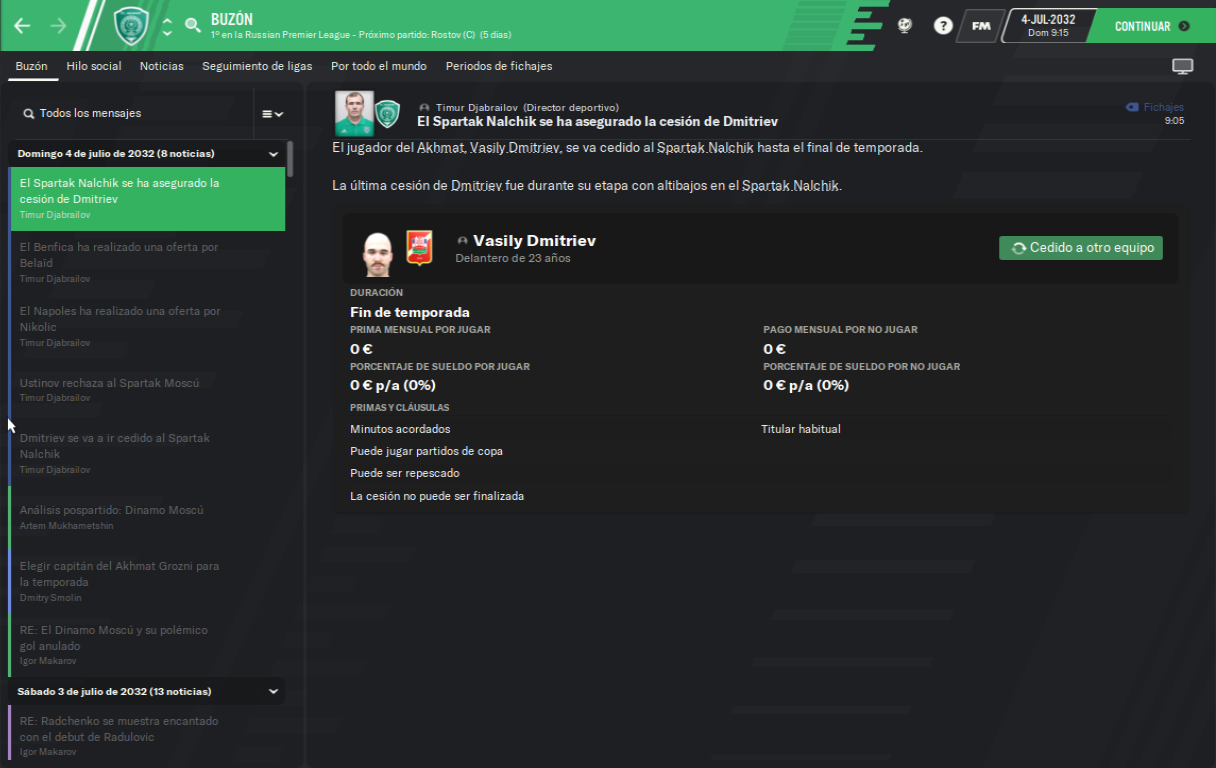 BUZÓN
1º en la Russian Premier League - Próximo partido: Rostov (C) (5 días)
?
FM
4-JUL-2032
Dom 9:15
CONTINUAR
Buzón
Hilo social
Noticias
Seguimiento de ligas
Por todo el mundo
Periodos de fichajes
Todos los mensajes
Domingo 4 de julio de 2032 (8 noticias)
El Spartak Nalchik se ha asegurado la
cesión de Dmitriev
Timur Djabrailov
El Benfica ha realizado una oferta por
Belaïd
Timur Djabrailov
El Napoles ha realizado una oferta por
Nikolic
Timur Djabrailov
Ustinov rechaza al Spartak Moscú
Timur Djabrailov
Dmitriev se va a ir cedido al Spartak
Nalchik
Timur Djabrailov
Análisis pospartido: Dinamo Moscú
Artem Mukhametshin
Elegir capitán del Akhmat Grozni para
la temporada
Dmitry Smolin
RE: El Dinamo Moscú y su polémico
gol anulado
Igor Makarov
Sábado 3 de julio de 2032 (13 noticias)
RE: Radchenko se muestra encantado
con el debut de Radulovic
Igor Makarov
Timur Djabrailov (Director deportivo)
El Spartak Nalchik se ha asegurado la cesión de Dmitriev
Fichajes
9:05
El jugador del Akhmat, Vasily Dmitriev, se va cedido al Spartak Nalchik hasta el final de temporada.
La última cesión de Dmitriev fue durante su etapa con altibajos en el Spartak Nalchik.
Vasily Dmitriev
Delantero de 23 años
Cedido a otro equipo
DURACIÓN
Fin de temporada
PRIMA MENSUAL POR JUGAR
PAGO MENSUAL POR NO JUGAR
0 €
0 €
PORCENTAJE DE SUELDO POR JUGAR
PORCENTAJE DE SUELDO POR NO JUGAR
0 € p/a (0%)
0 € p/a (0%)
PRIMAS Y CLÁUSULAS
Minutos acordados
Titular habitual
Puede jugar partidos de copa
Puede ser repescado
La cesión no puede ser finalizada